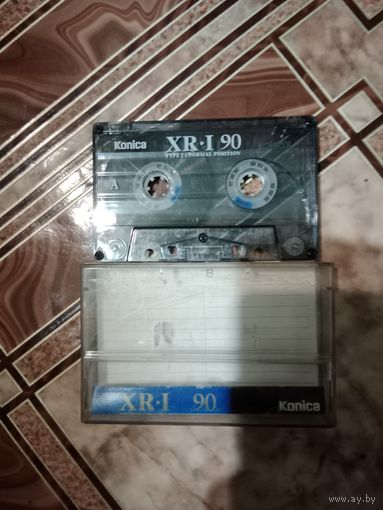 Konica XR·I 90
TYPE I (NORMAL POSITION
A
XR·I 90 Konica
www.ay.by